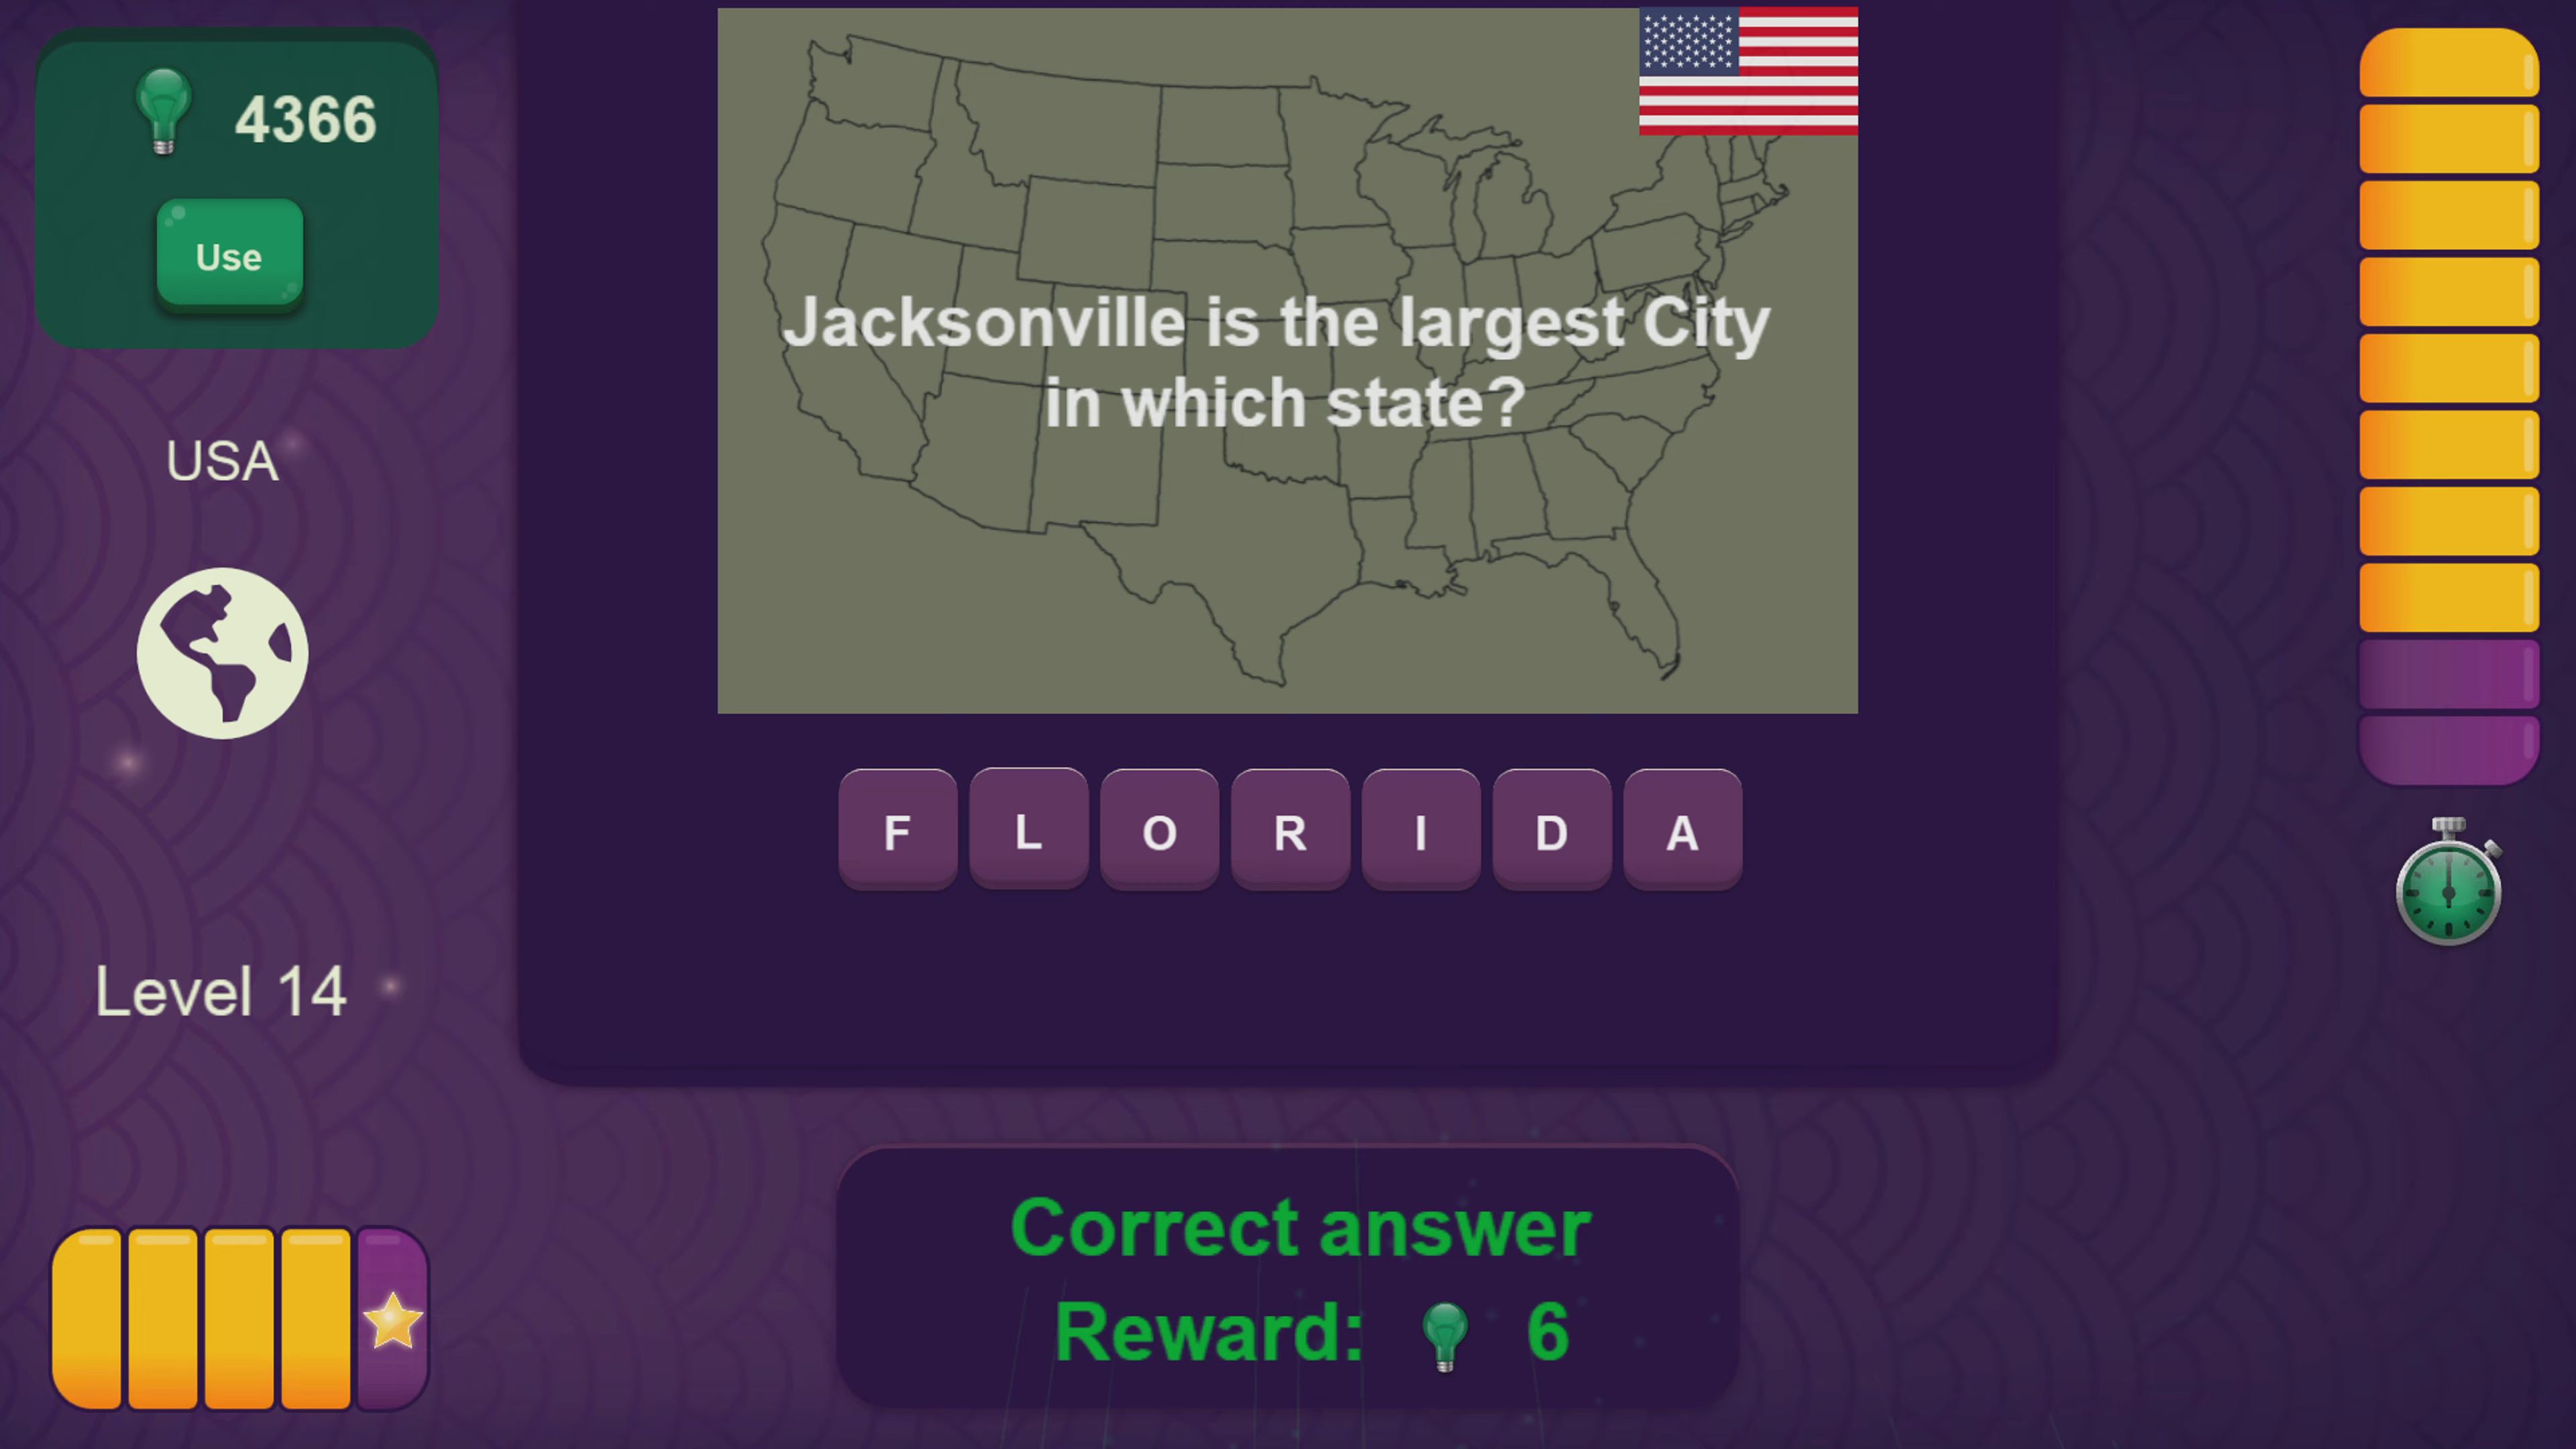 4366
Use
USA
Level 14
Jacksonville is the largest City
in which state?
F L O R I D A
Correct answer
Reward: 6